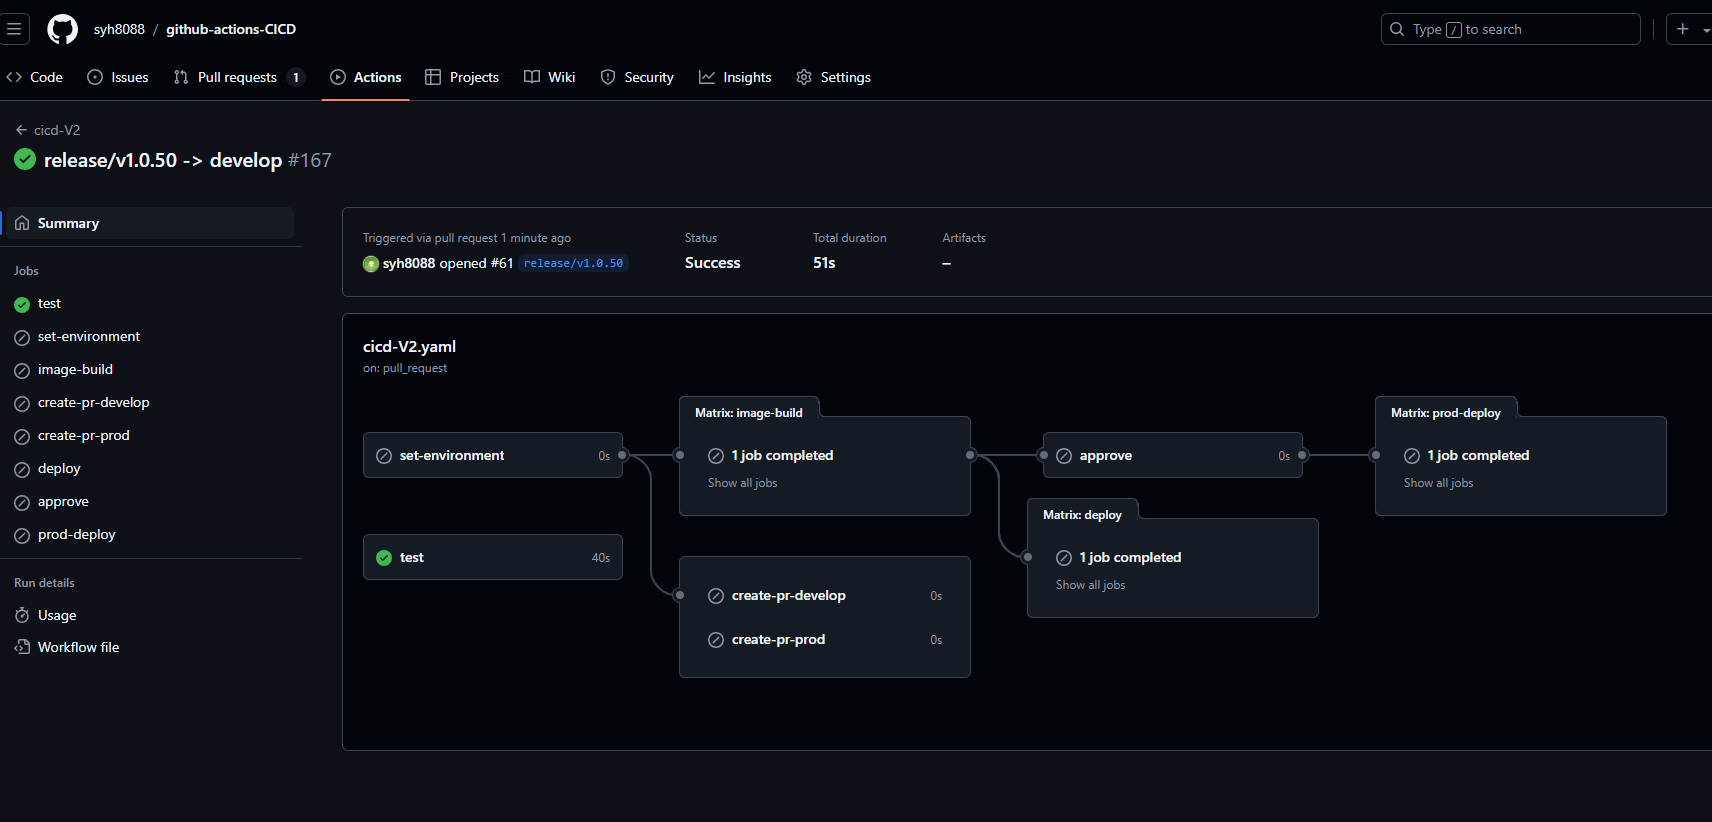 syh8088 / github-actions-CICD
Type / to search
Code
Issues
Pull requests 1
Actions
Projects
Wiki
Security
Insights
Settings
cicd-V2
release/v1.0.50 -> develop #167
Summary
Jobs
test
set-environment
image-build
create-pr-develop
create-pr-prod
deploy
approve
prod-deploy
Run details
Usage
Workflow file
Triggered via pull request 1 minute ago
syh8088 opened #61 release/v1.0.50
Status
Success
Total duration
51s
Artifacts
–
cicd-V2.yaml
on: pull_request
set-environment 0s
test 40s
Matrix: image-build
1 job completed
Show all jobs
create-pr-develop 0s
create-pr-prod 0s
approve 0s
Matrix: deploy
1 job completed
Show all jobs
Matrix: prod-deploy
1 job completed
Show all jobs